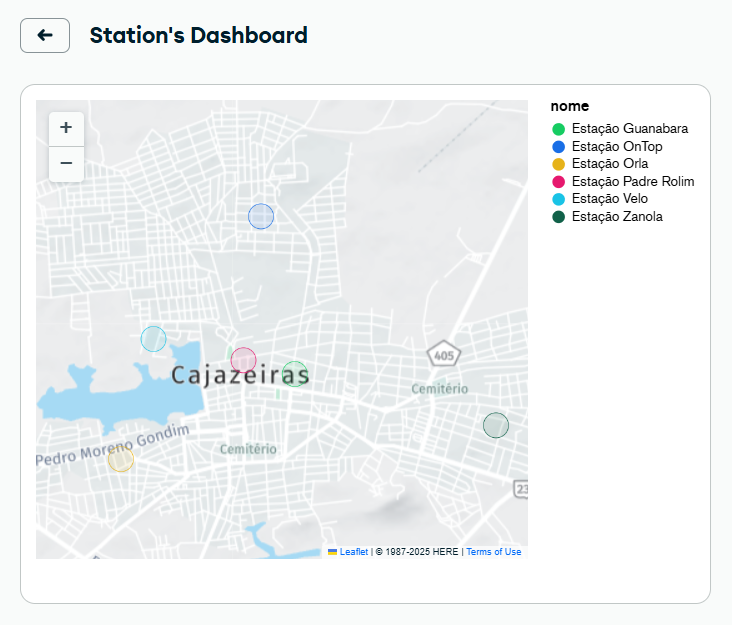 Station's Dashboard
+
−
nome
Estação Guanabara
Estação OnTop
Estação Orla
Estação Padre Rolim
Estação Velo
Estação Zanola
405
Cajazeiras
Cemitério
Pedro Moreno Gondim
Cemitério
23
Leaflet | © 1987-2025 HERE | Terms of Use